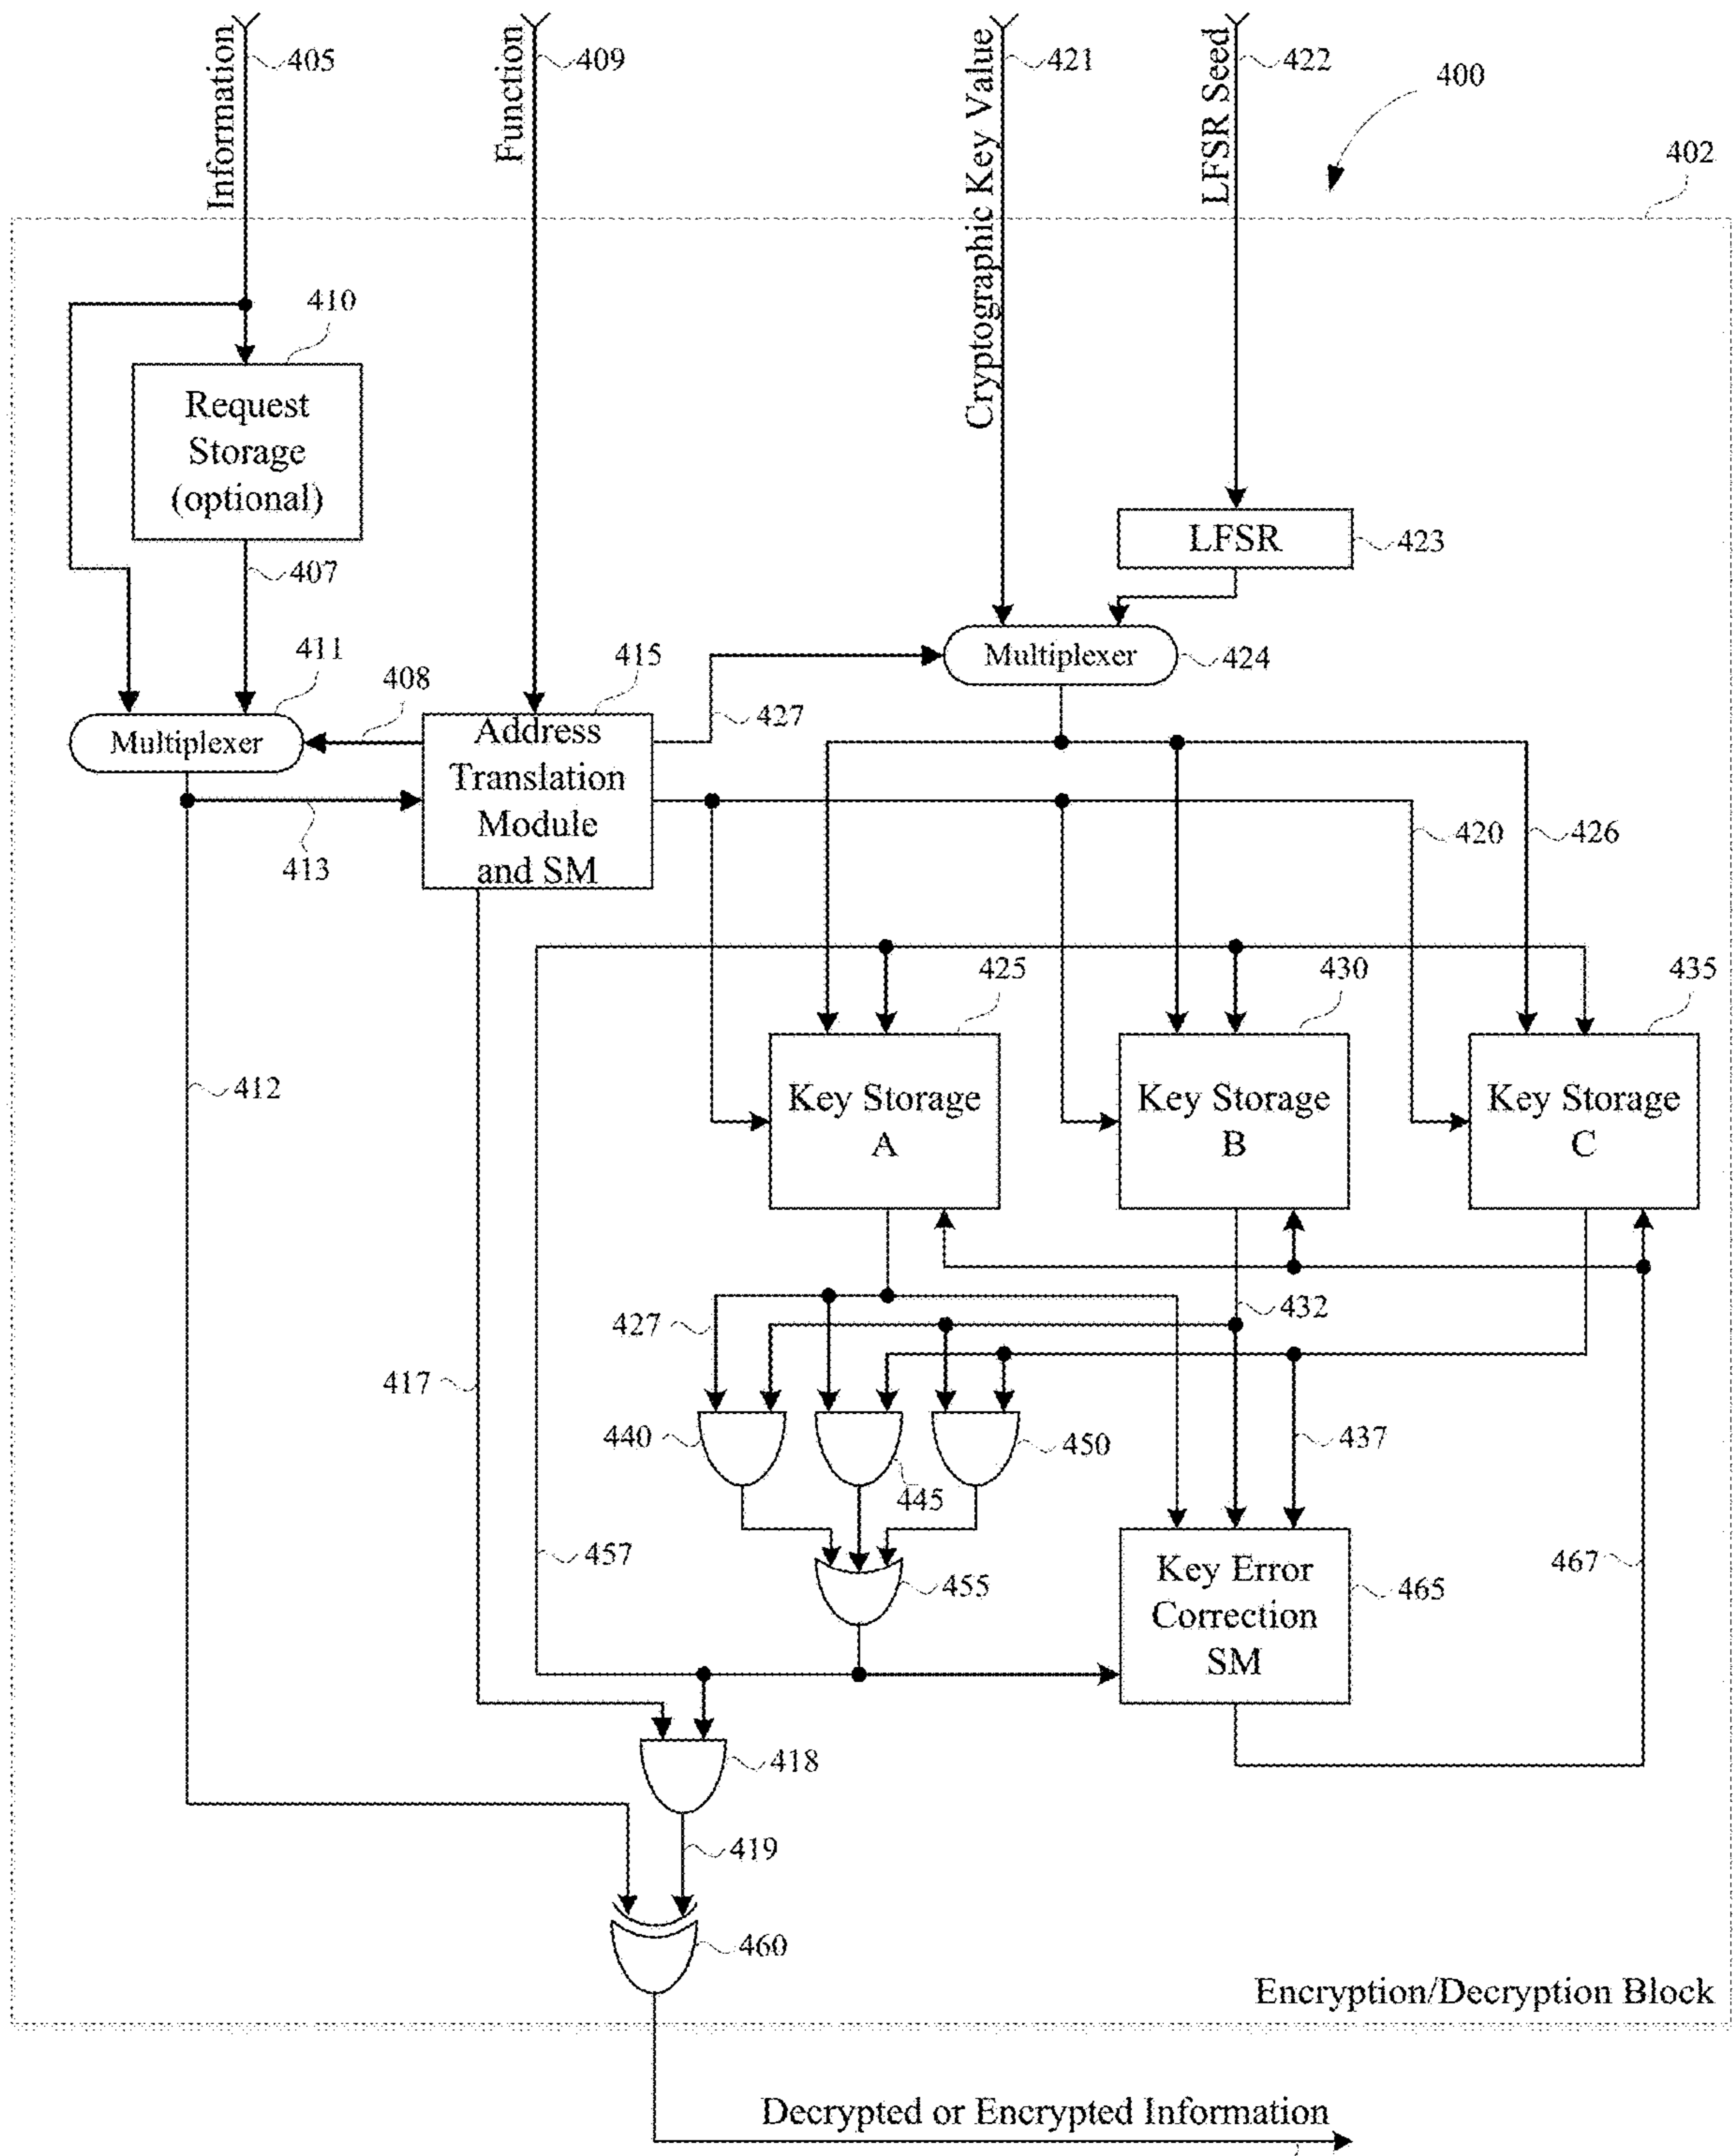 Information
405
Function
409
Cryptographic Key Value
421
LFSR Seed
422
400
402
410
Request
Storage
(optional)
407
LFSR
423
411
408
415
Multiplexer
424
427
Multiplexer
Address
Translation
Module
and SM
413
420
426
425
430
435
412
Key Storage
A
Key Storage
B
Key Storage
C
427
432
417
440
445
450
437
457
455
Key Error
Correction
SM
465
467
418
419
460
Encryption/Decryption Block
Decrypted or Encrypted Information